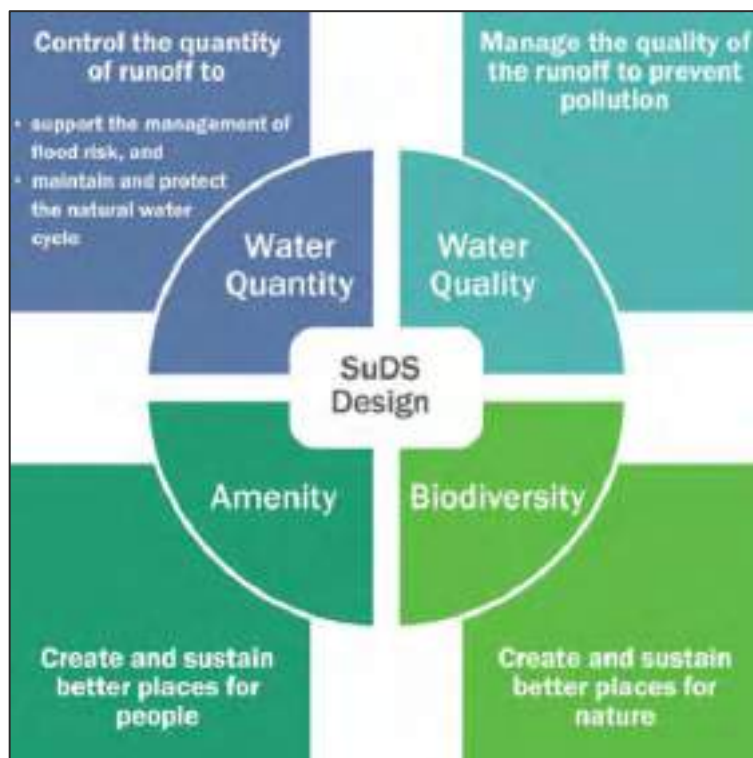 Control the quantity
of runoff to
• support the management of
flood risk, and
• maintain and protect
the natural water
cycle
Water
Quantity
Manage the quality of
the runoff to prevent
pollution
Water
Quality
SuDS
Design
Amenity
Create and sustain
better places for
people
Biodiversity
Create and sustain
better places for
nature